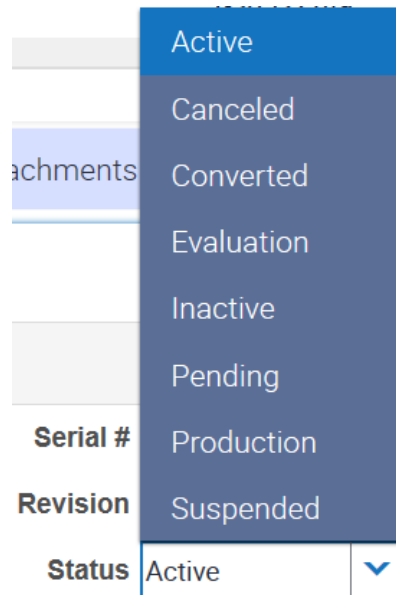 Active
Canceled
achments
Converted
Evaluation
Inactive
Pending
Serial #
Production
Revision
Suspended
Status
Active